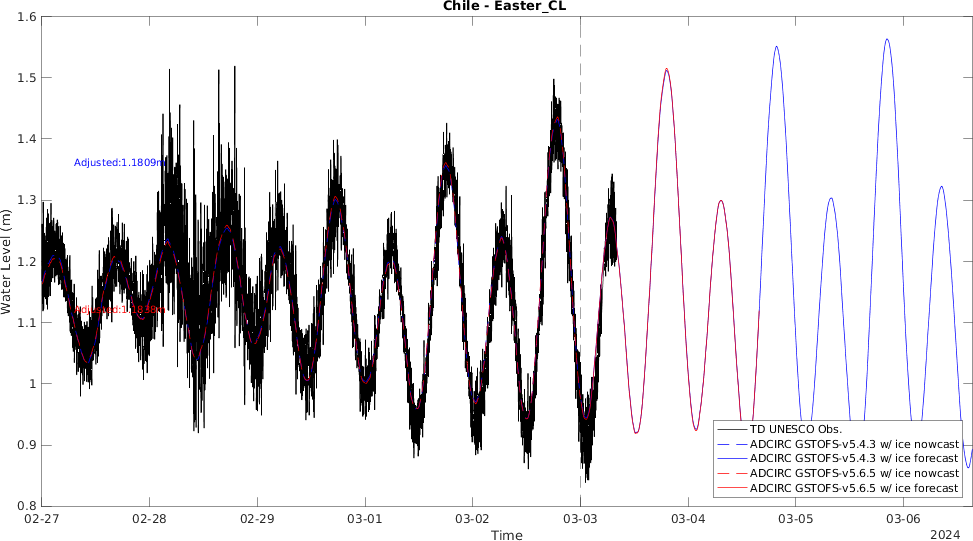 Chile - Easter_CL
1.6
1.5
1.4
1.3
1.2
1.1
1
0.9
0.8
Water Level (m)
Adjusted:1.1809m
TD UNESCO Obs.
ADCIRC GSTOFS-v5.4.3 w/ ice nowcast
ADCIRC GSTOFS-v5.4.3 w/ ice forecast
ADCIRC GSTOFS-v5.6.5 w/ ice nowcast
ADCIRC GSTOFS-v5.6.5 w/ ice forecast
02-27 02-28 02-29 03-01 03-02 03-03 03-04 03-05 03-06
Time
2024